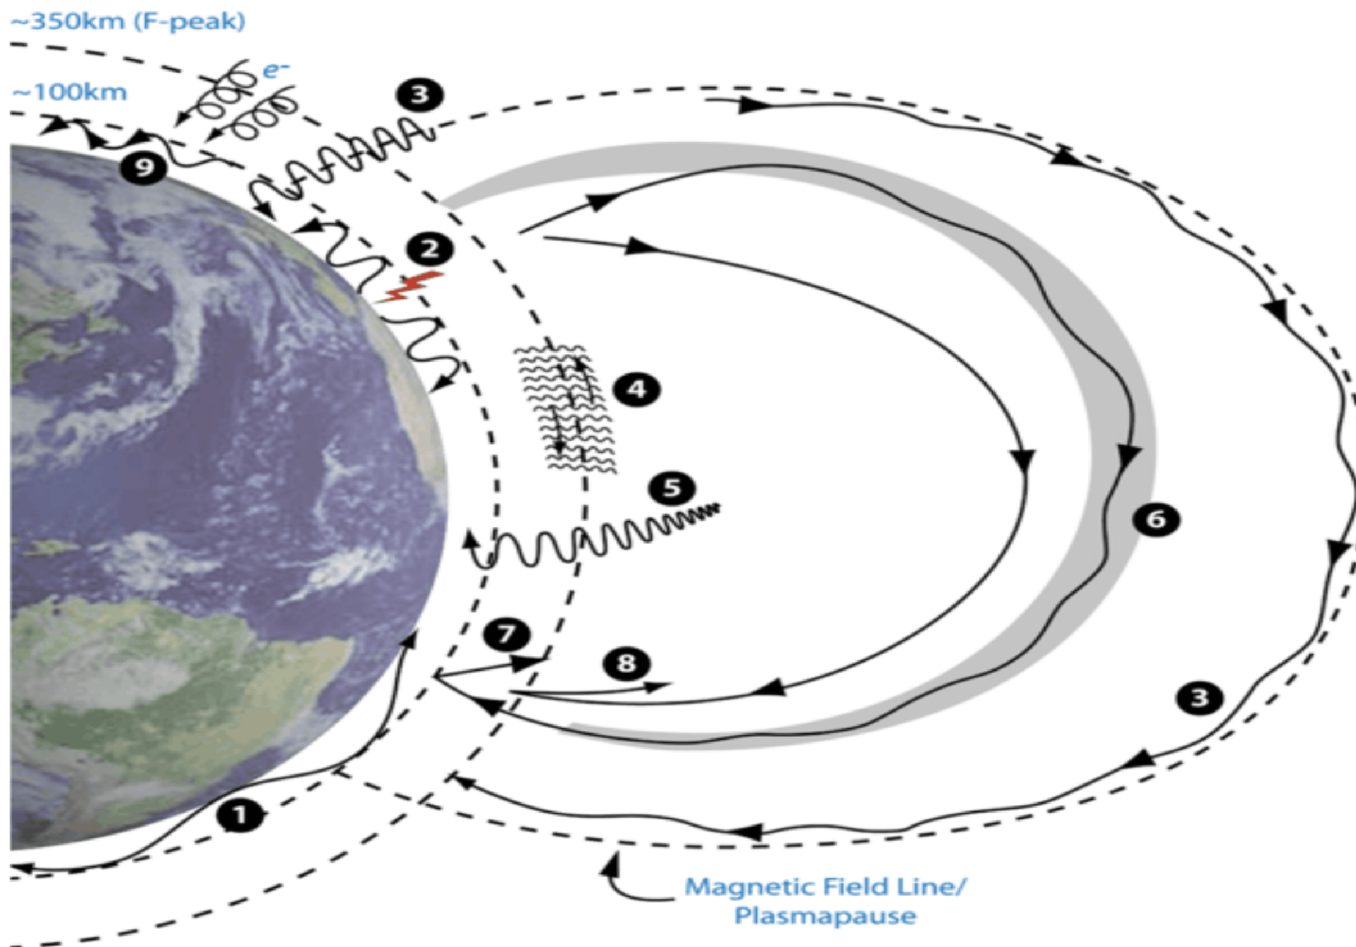 ~350km (F-peak)
e-
~100km
3
9
2
4
5
6
7
8
3
1
Magnetic Field Line/
Plasmapause